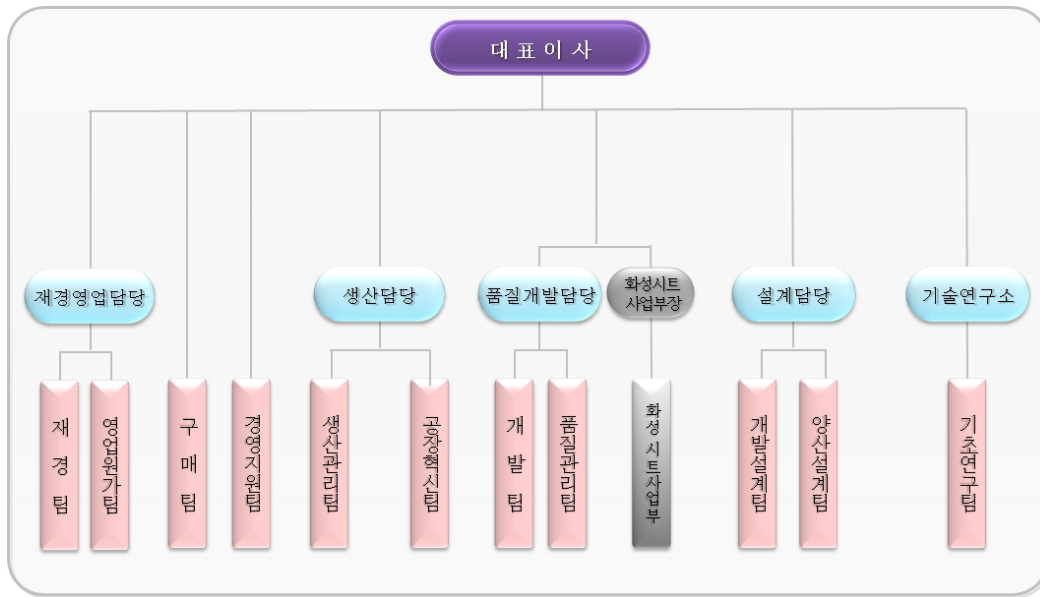 대 표 이 사
재경영업담당
생산담당
품질개발담당
화성시트
사업부장
설계담당
기술연구소
재 경 팀
영업원가팀
구 매 팀
경영지원팀
생산관리팀
공장혁신팀
개 발 팀
품질관리팀
화성 시트사업부
개발설계팀
양산설계팀
기초연구팀